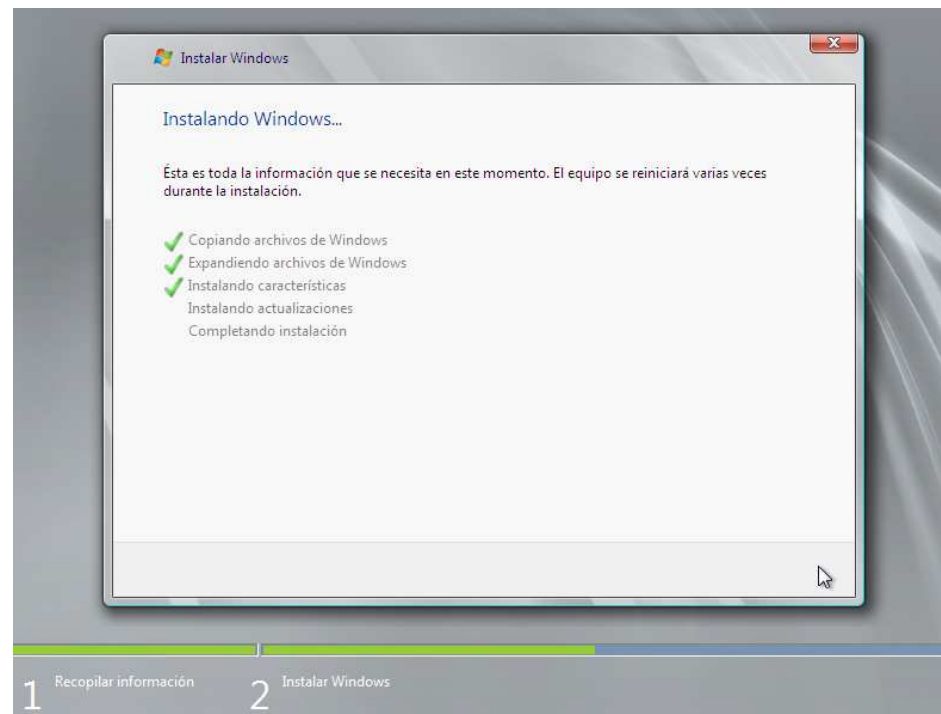 Instalar Windows
Instalando Windows...
Ésta es toda la información que se necesita en este momento. El equipo se reiniciará varias veces
durante la instalación.
Copiando archivos de Windows
Expandiendo archivos de Windows
Instalando características
Instalando actualizaciones
Completando instalación
1 Recopilar información
2 Instalar Windows